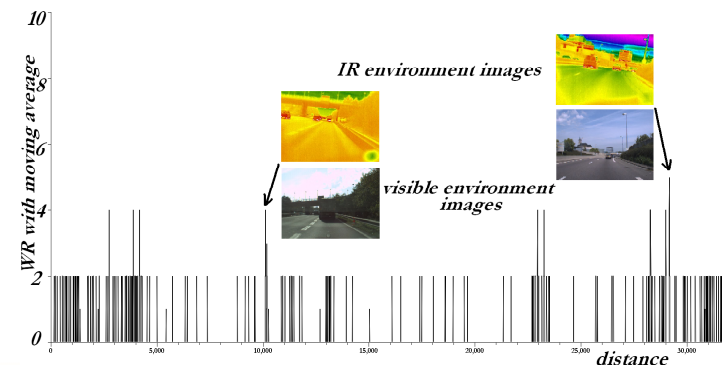 10
IR environment images
8
WR with moving average
6
visible environment
images
4
2
0
0
5,000
10,000
15,000
20,000
25,000
30,000
distance